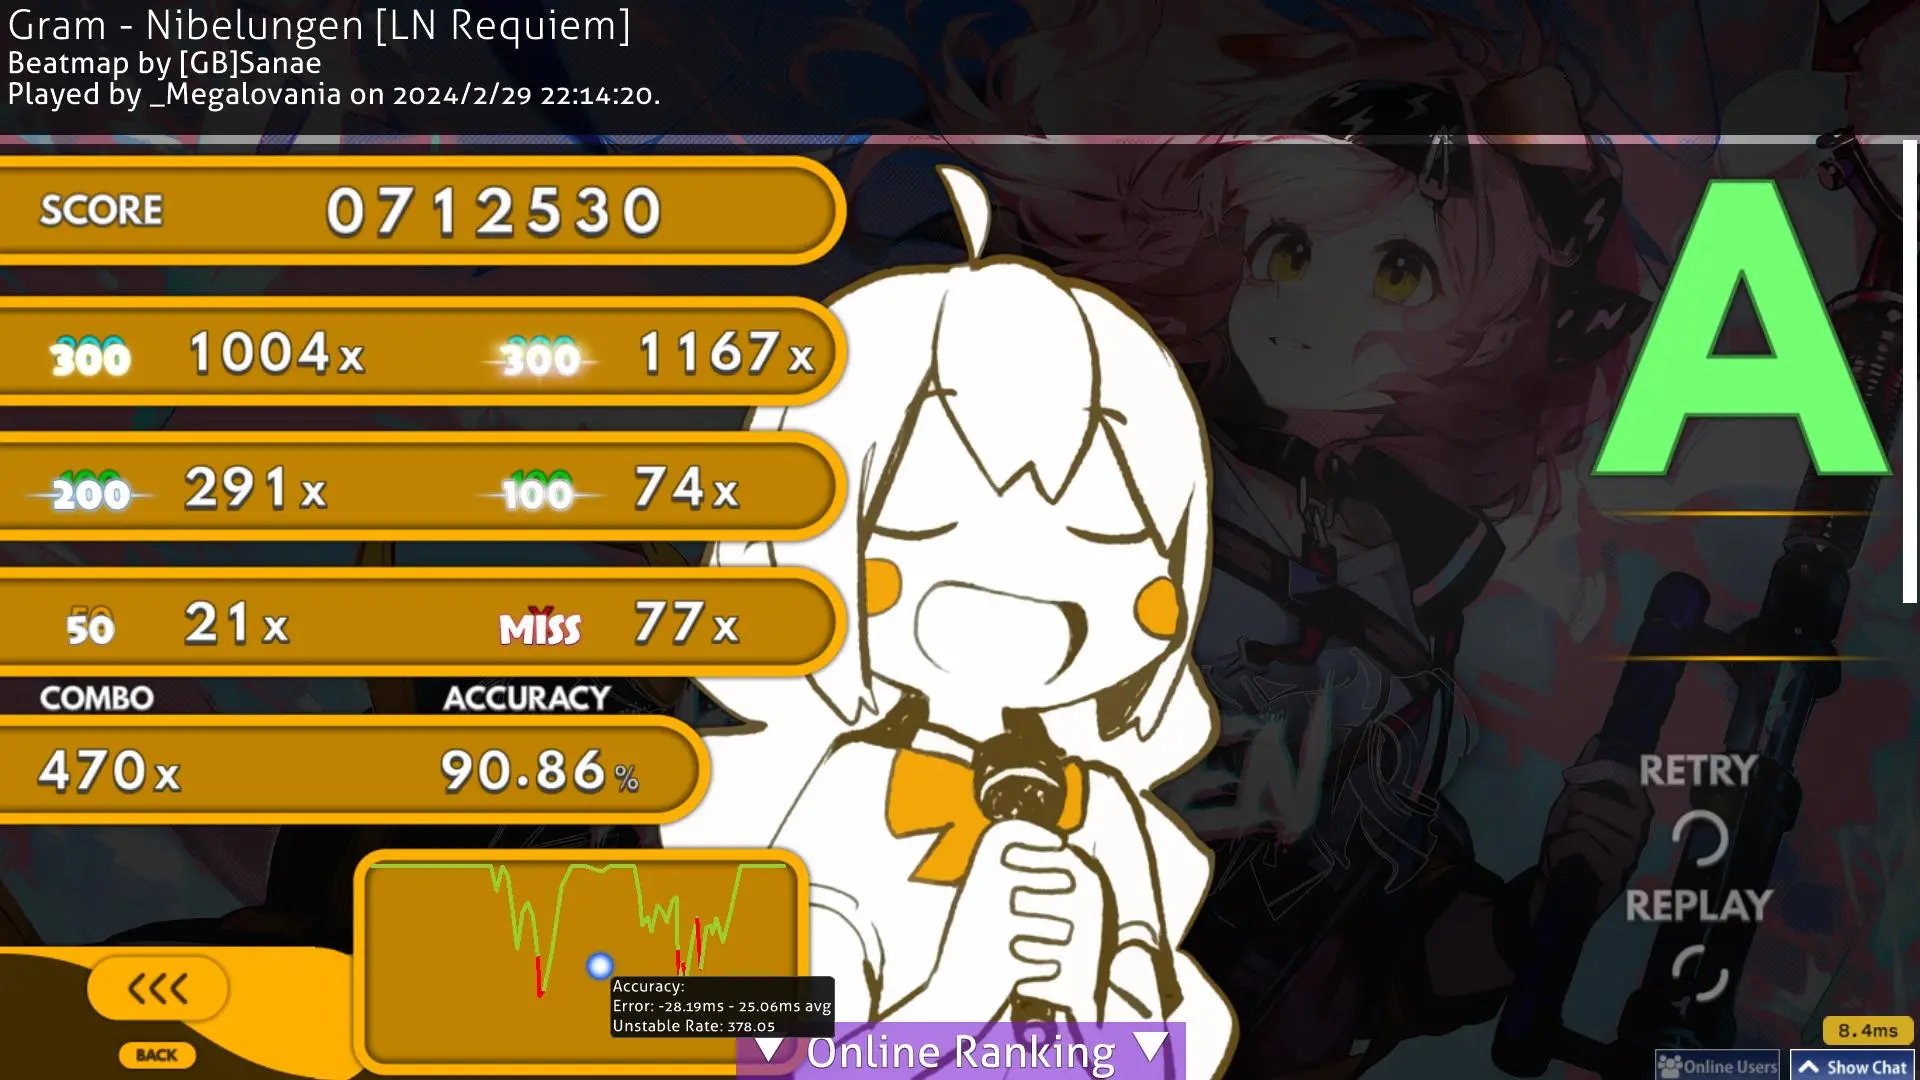 Gram - Nibelungen [LN Requiem]
Beatmap by [GB]Sanae
Played by _Megalovania on 2024/2/29 22:14:20.
SCORE 0712530
300 1004x 300 1167x
200 291x 100 74x
50 21x MISS 77x
COMBO ACCURACY
470x 90.86%
RETRY
REPLAY
Accuracy:
Error: -28.19ms - 25.06ms avg
Unstable Rate: 378.05
<<<
BACK
▼ Online Ranking ▼
8.4ms
Online Users
Show Chat